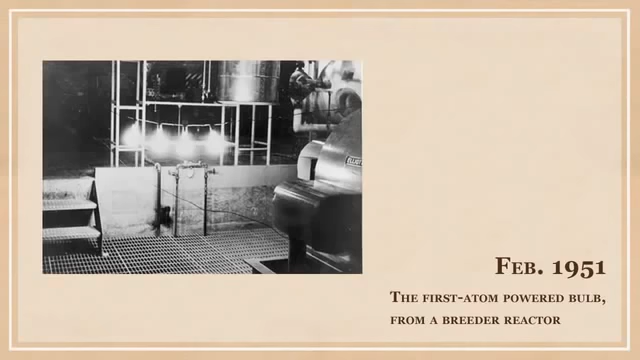 Feb. 1951
The first-atom powered bulb,
from a breeder reactor